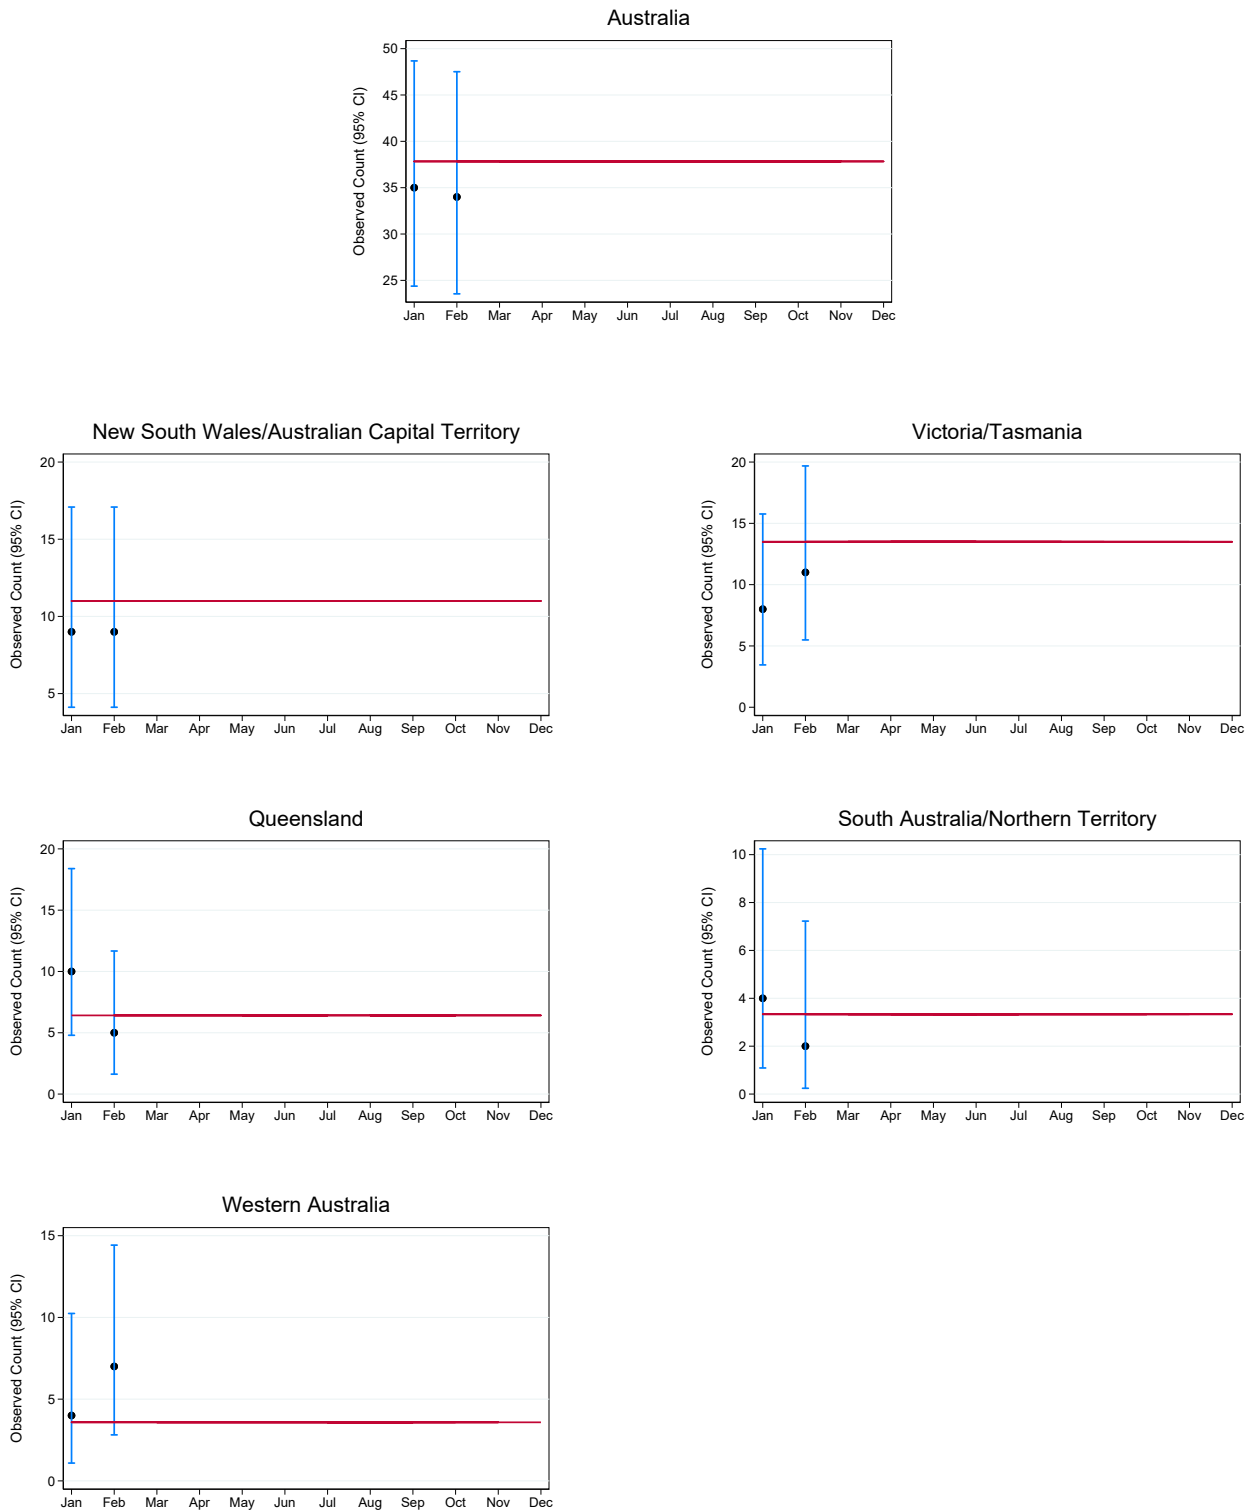 Australia
Observed Count (95% CI)
50
45
40
35
30
25
Jan Feb Mar Apr May Jun Jul Aug Sep Oct Nov Dec
New South Wales/Australian Capital Territory
Observed Count (95% CI)
20
15
10
5
Jan Feb Mar Apr May Jun Jul Aug Sep Oct Nov Dec
Victoria/Tasmania
Observed Count (95% CI)
20
15
10
5
0
Jan Feb Mar Apr May Jun Jul Aug Sep Oct Nov Dec
Queensland
Observed Count (95% CI)
20
15
10
5
0
Jan Feb Mar Apr May Jun Jul Aug Sep Oct Nov Dec
South Australia/Northern Territory
Observed Count (95% CI)
10
8
6
4
2
0
Jan Feb Mar Apr May Jun Jul Aug Sep Oct Nov Dec
Western Australia
Observed Count (95% CI)
15
10
5
0
Jan Feb Mar Apr May Jun Jul Aug Sep Oct Nov Dec